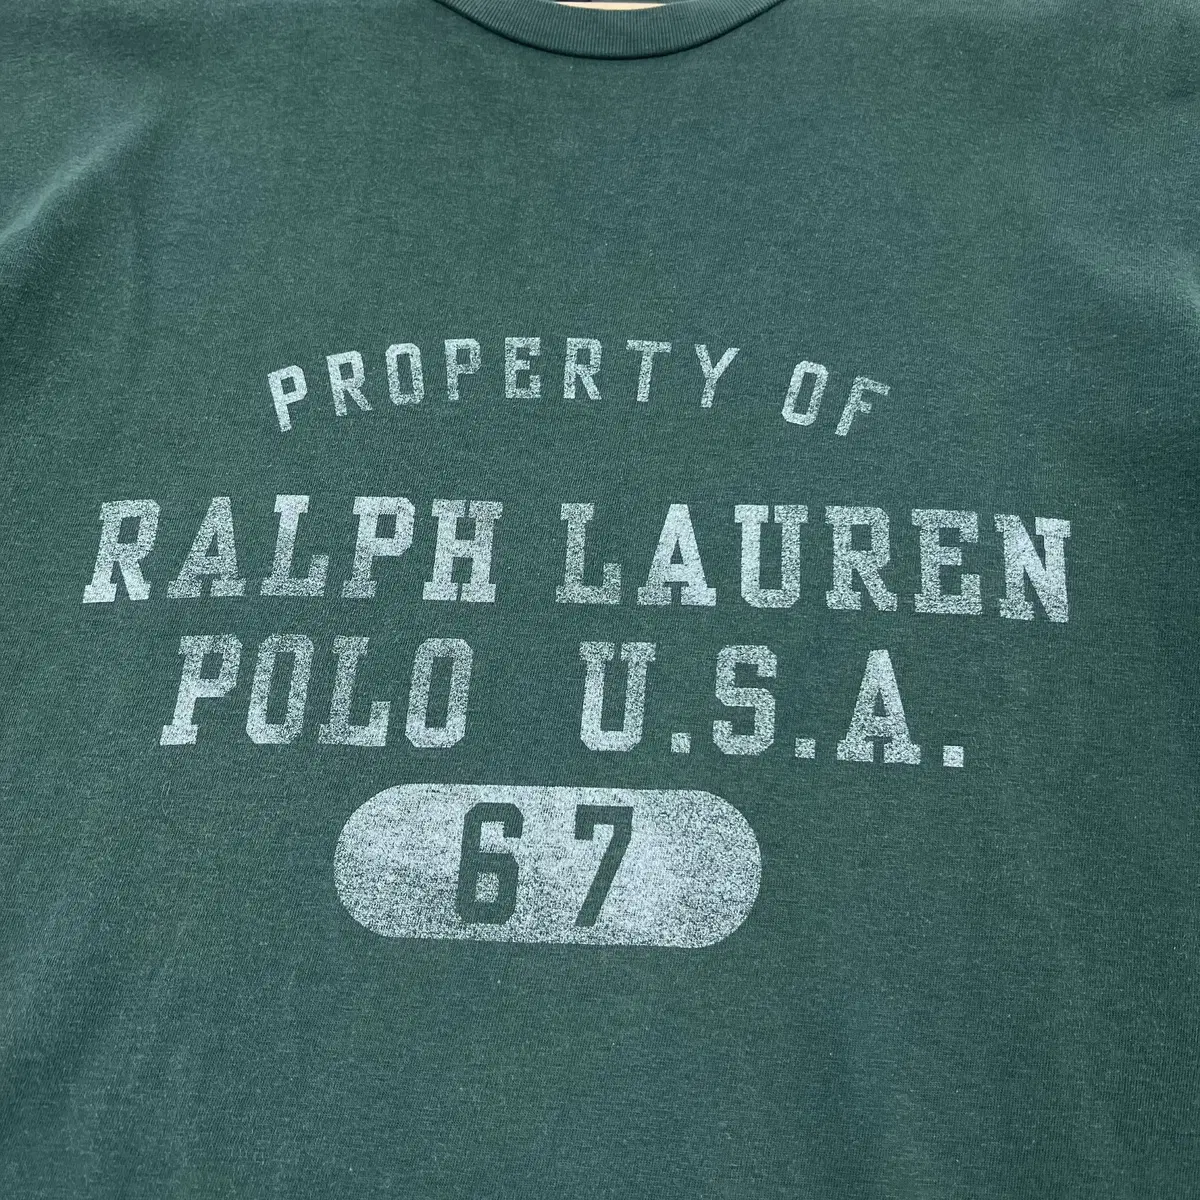 PROPERTY OF
RALPH LAUREN
POLO U.S.A.
67